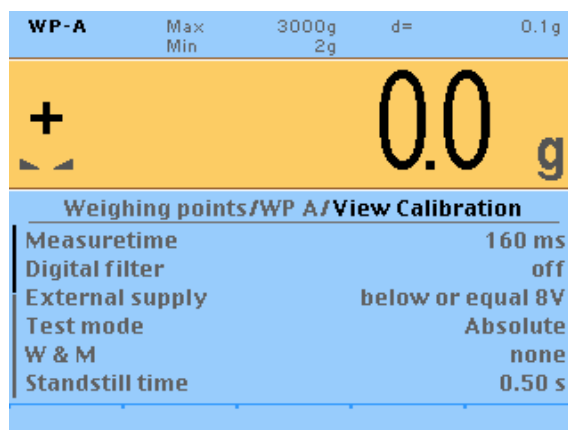 WP-A Max 3000g d= 0.1g
Min 2g
+ 0.0 g
Weighing points/WP A/View Calibration
Measuretime 160 ms
Digital filter off
External supply below or equal 8V
Test mode Absolute
W & M none
Standstill time 0.50 s